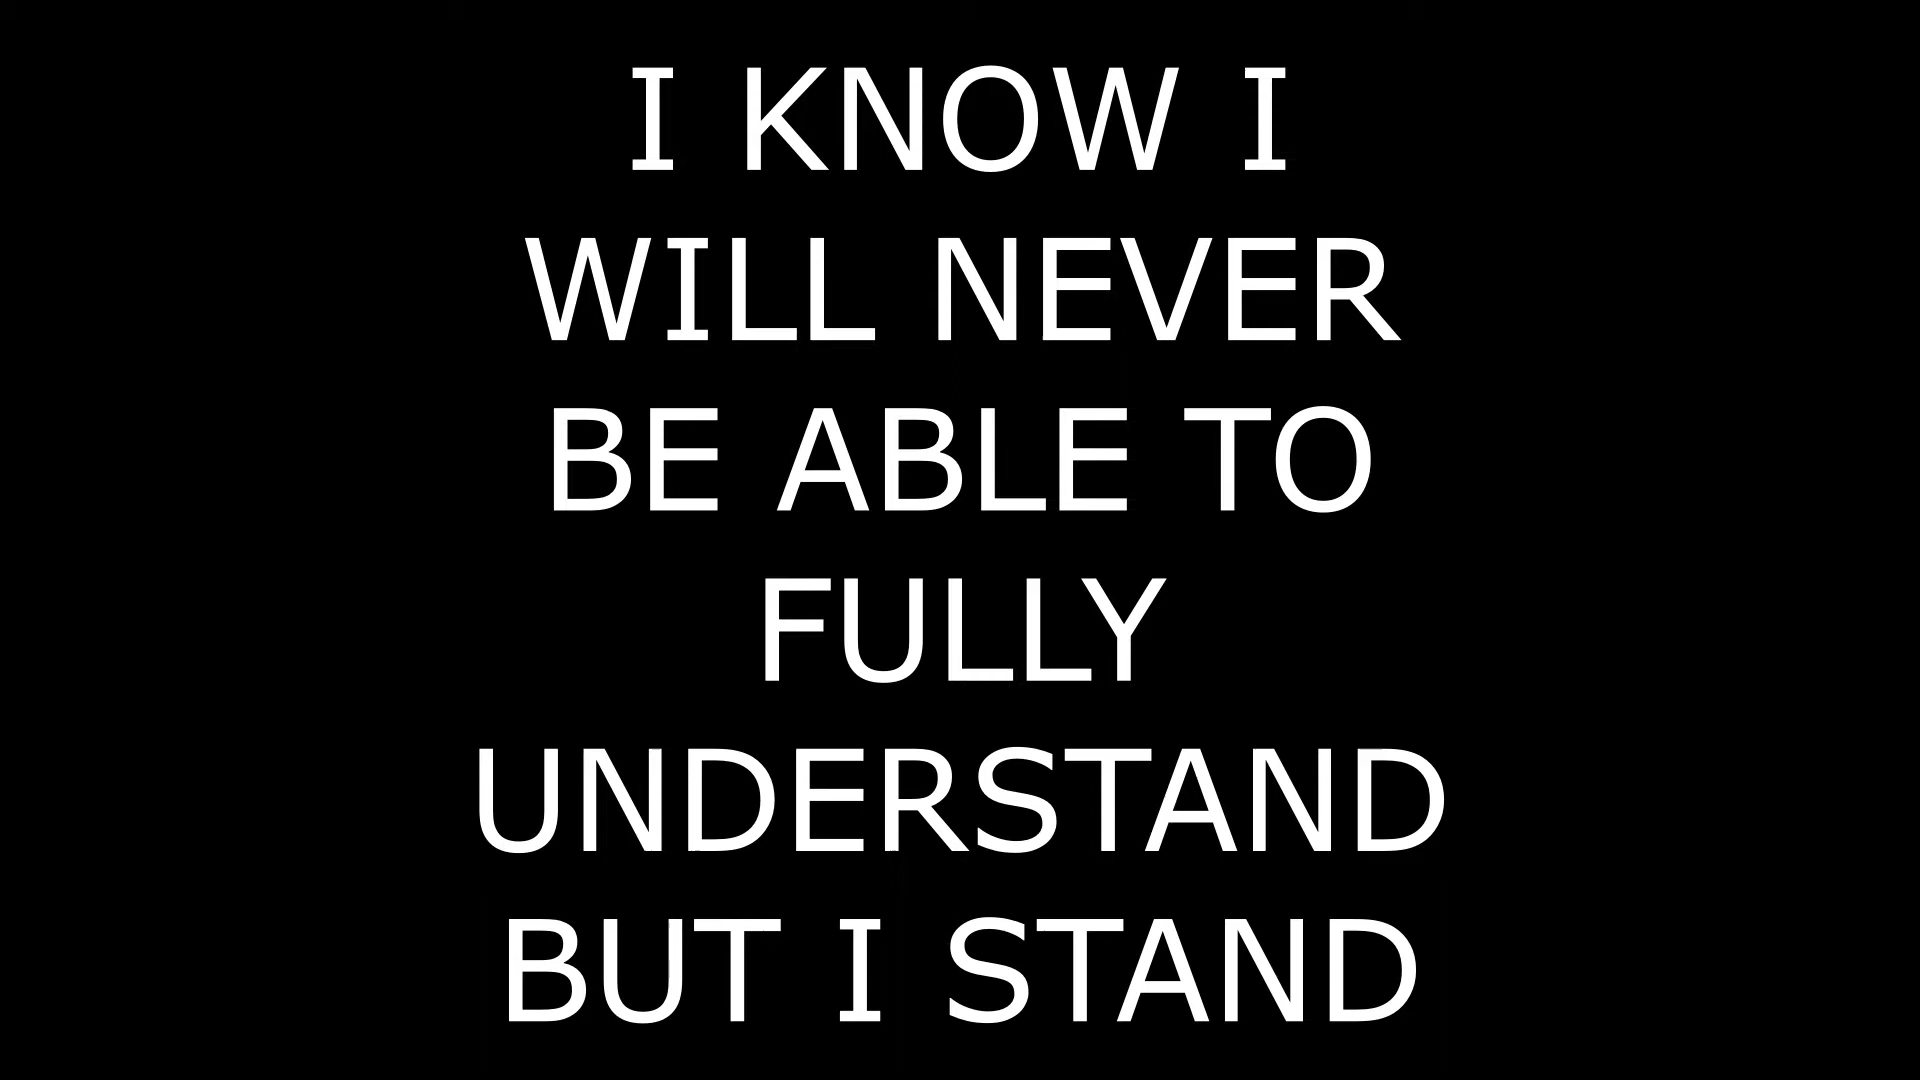 I KNOW I
WILL NEVER
BE ABLE TO
FULLY
UNDERSTAND
BUT I STAND